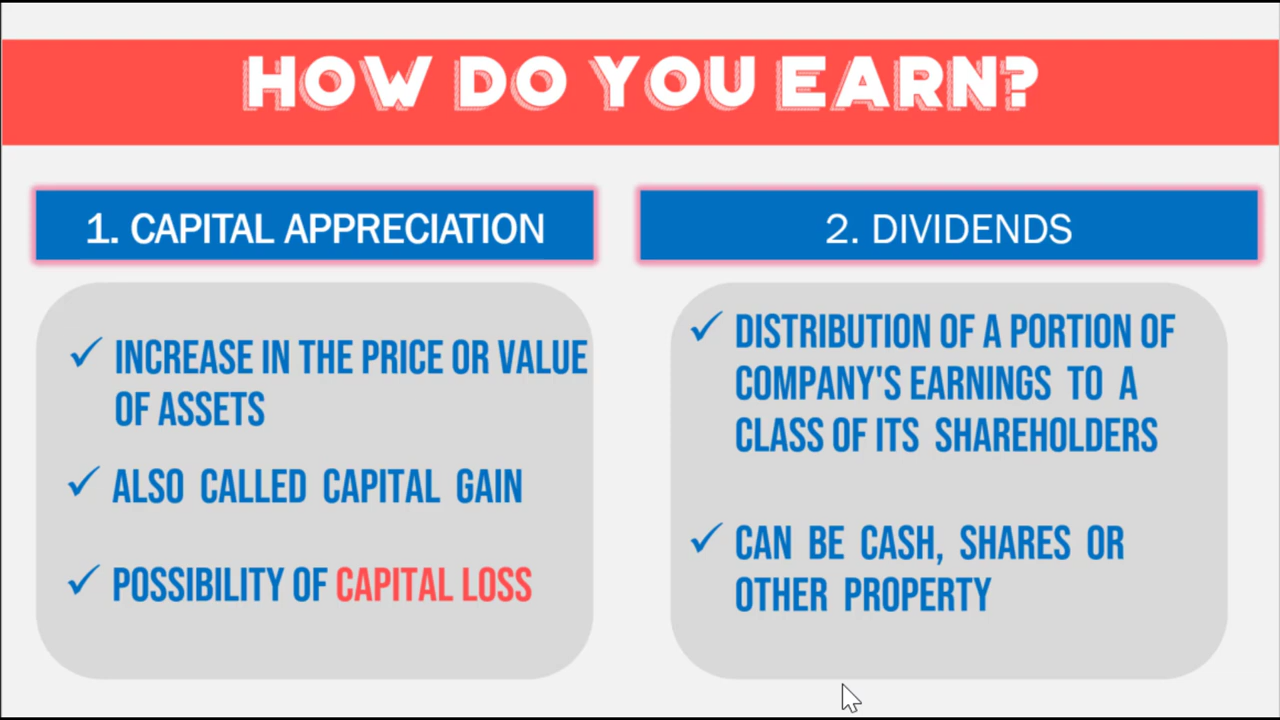 HOW DO YOU EARN?
1. CAPITAL APPRECIATION
✓ INCREASE IN THE PRICE OR VALUE
OF ASSETS
✓ ALSO CALLED CAPITAL GAIN
✓ POSSIBILITY OF CAPITAL LOSS
2. DIVIDENDS
✓ DISTRIBUTION OF A PORTION OF
COMPANY'S EARNINGS TO A
CLASS OF ITS SHAREHOLDERS
✓ CAN BE CASH, SHARES OR
OTHER PROPERTY